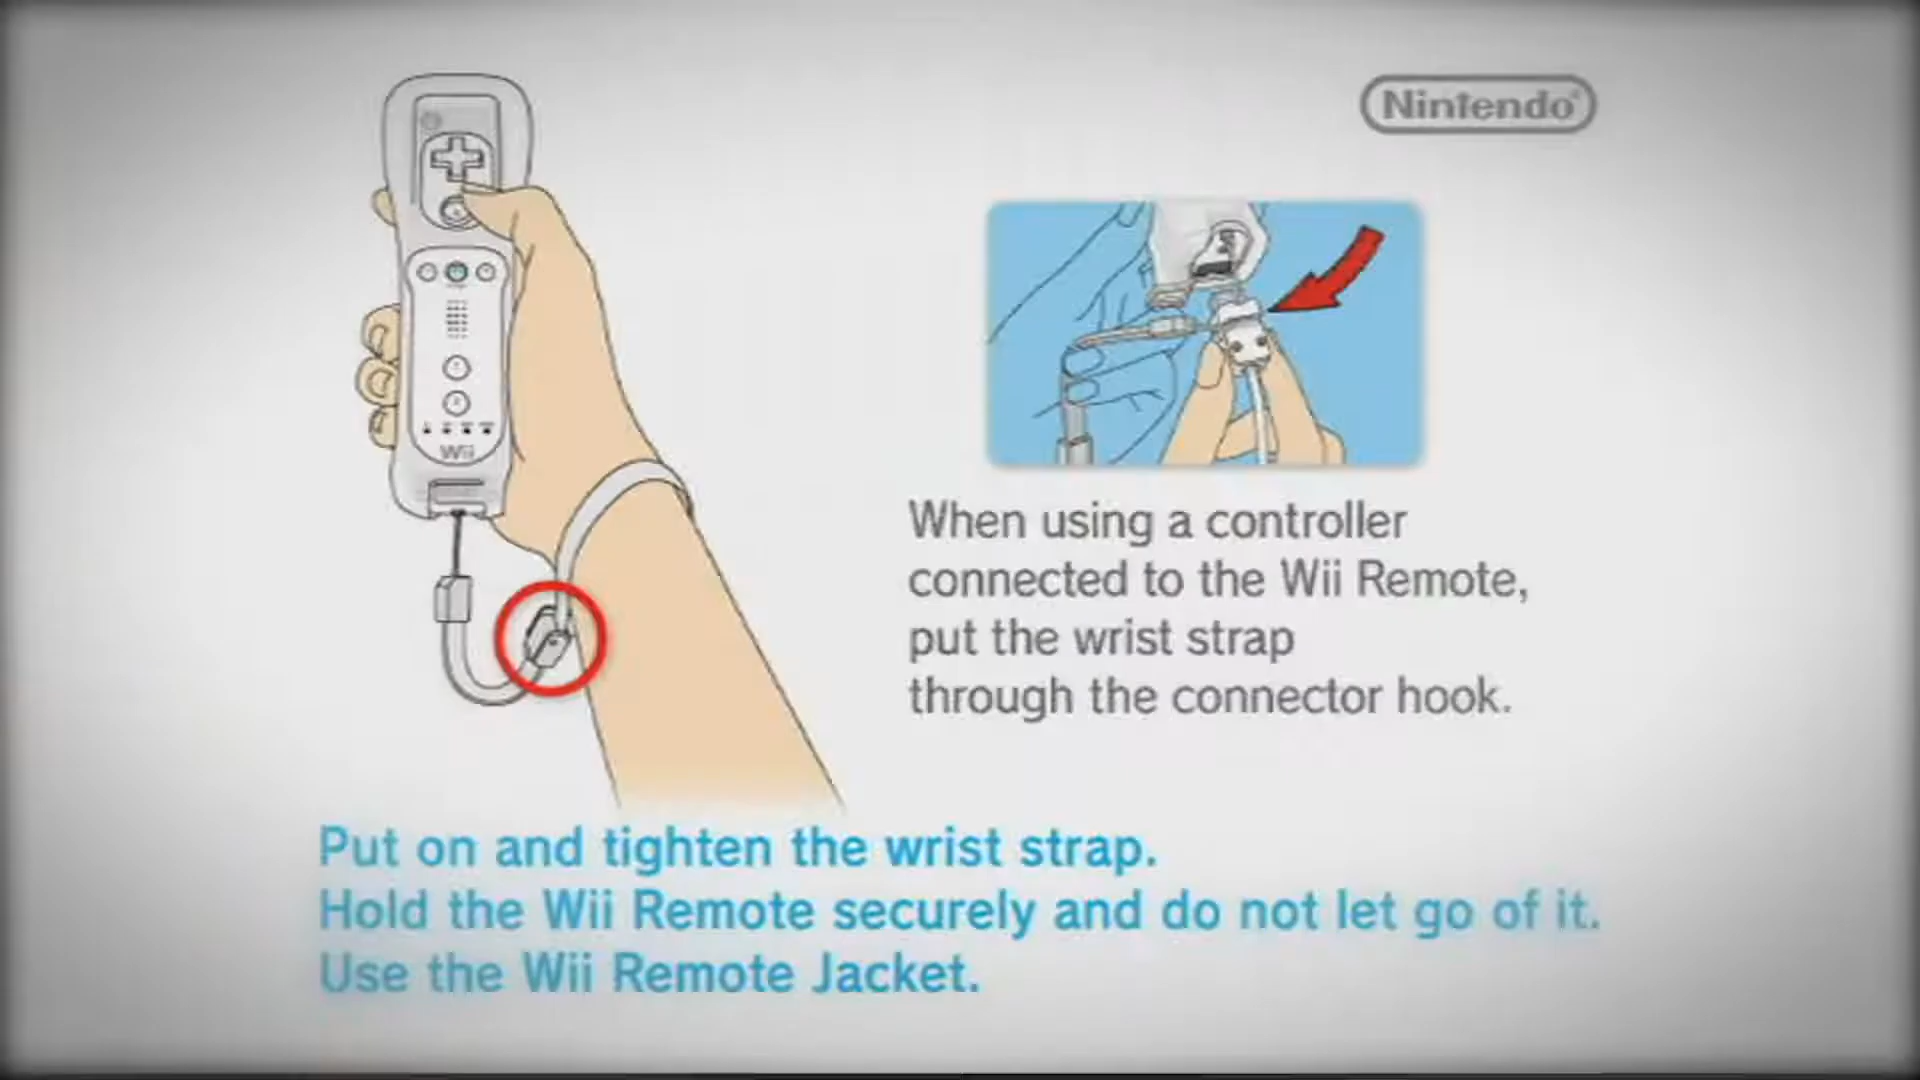 Nintendo
When using a controller
connected to the Wii Remote,
put the wrist strap
through the connector hook.
Wii
Put on and tighten the wrist strap.
Hold the Wii Remote securely and do not let go of it.
Use the Wii Remote Jacket.